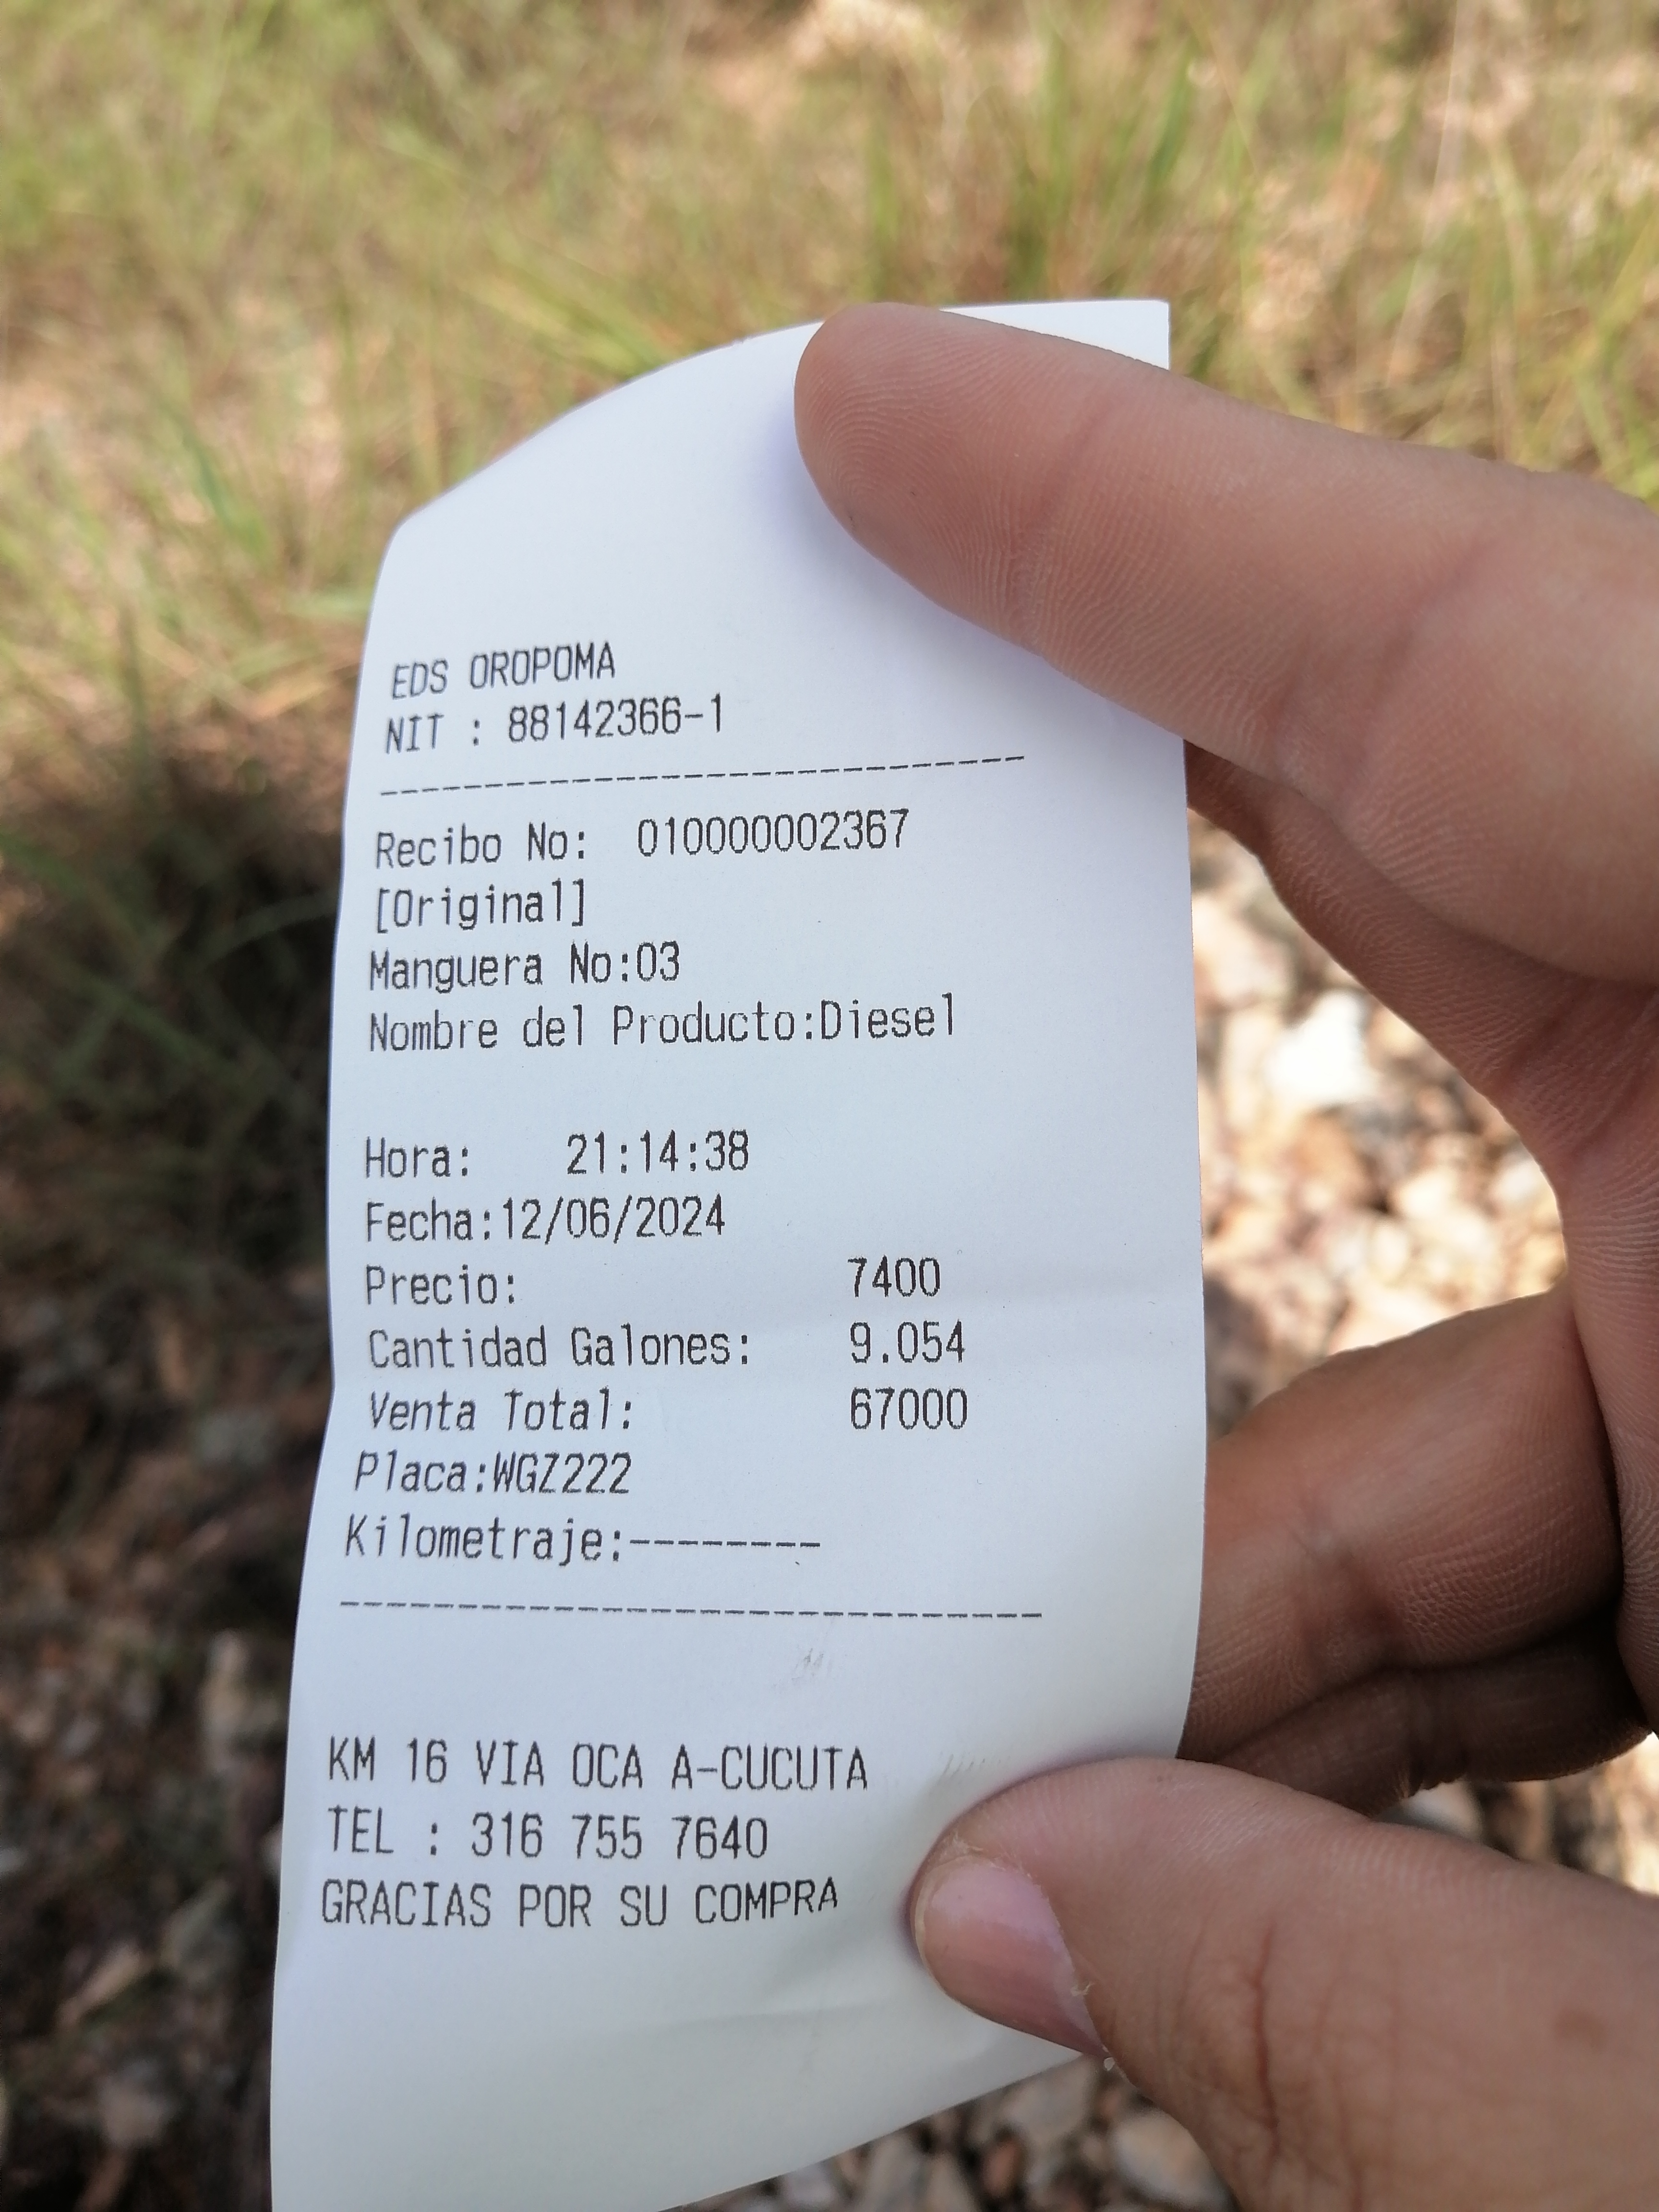 EDS OROPOMA
NIT : 88142366-1
---------------------------
Recibo No: 010000002367
[Original]
Manguera No:03
Nombre del Producto:Diesel
Hora: 21:14:38
Fecha:12/06/2024
Precio: 7400
Cantidad Galones: 9.054
Venta Total: 67000
Placa:WGZ222
Kilometraje:--------
------------------------------
KM 16 VIA OCA A-CUCUTA
TEL : 316 755 7640
GRACIAS POR SU COMPRA